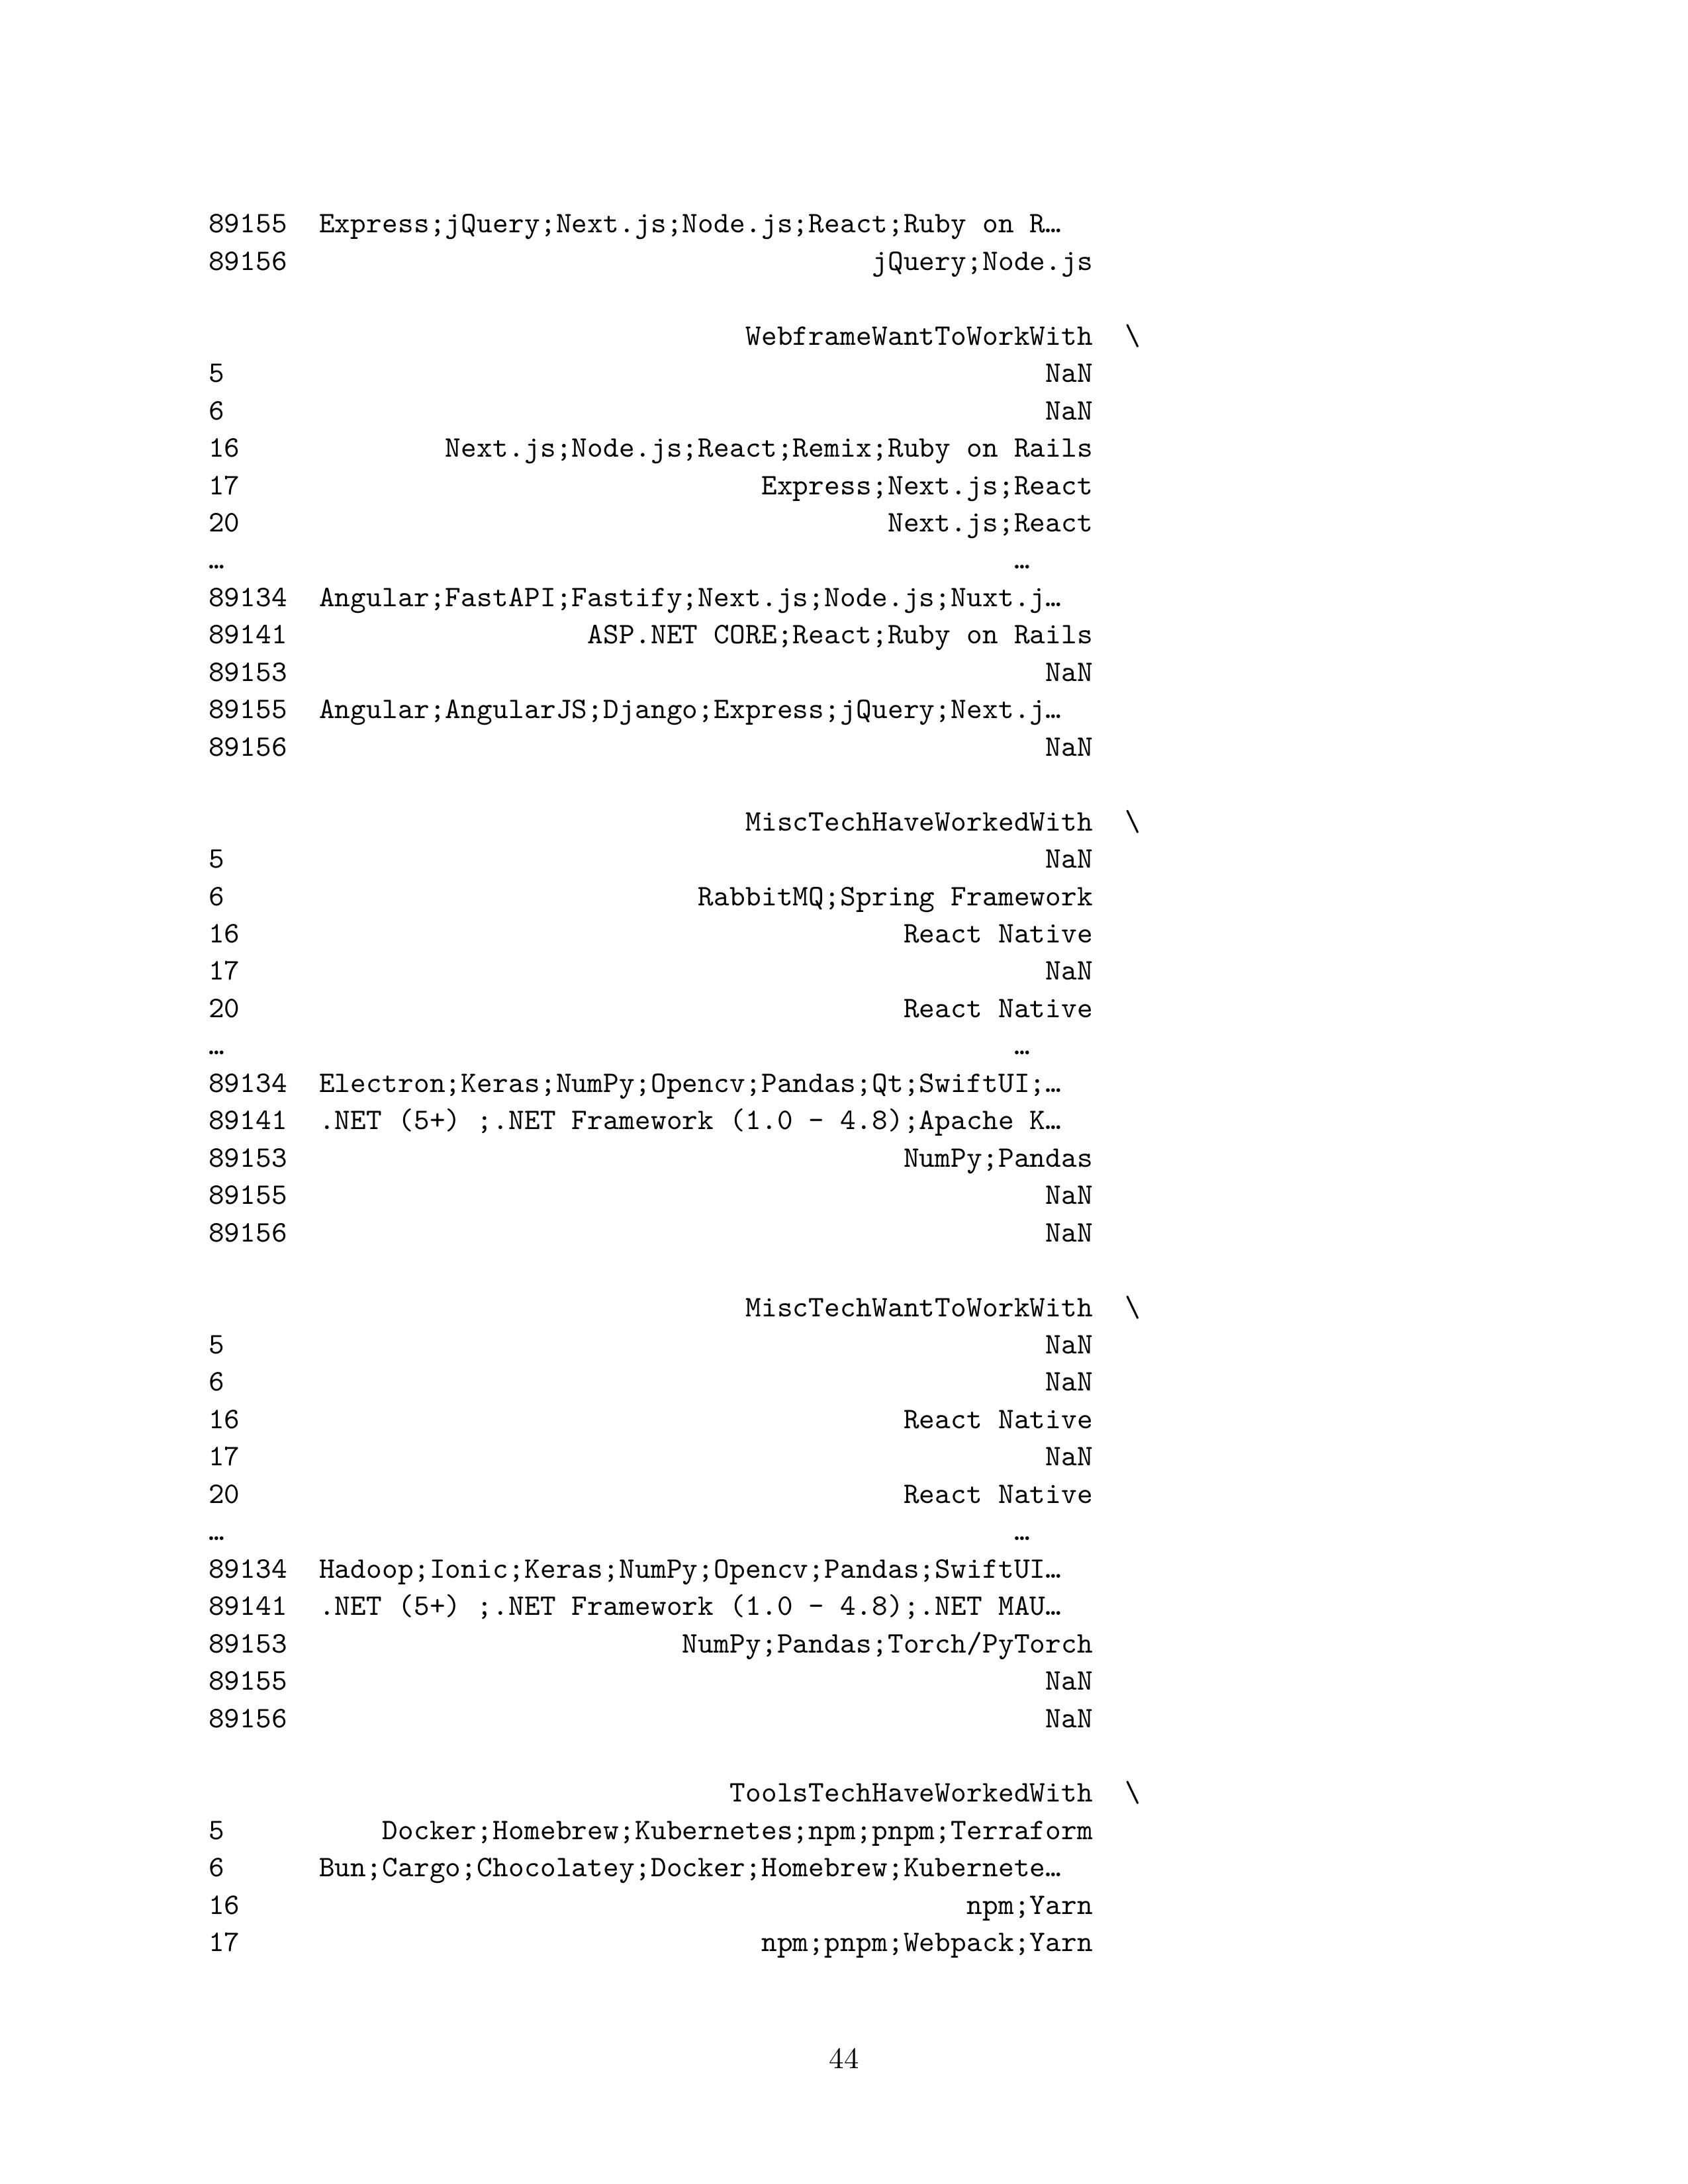 89155  Express;jQuery;Next.js;Node.js;React;Ruby on R…
89156                                     jQuery;Node.js

                                  WebframeWantToWorkWith  \
5                                                    NaN
6                                                    NaN
16             Next.js;Node.js;React;Remix;Ruby on Rails
17                                 Express;Next.js;React
20                                         Next.js;React
…                                                  …
89134  Angular;FastAPI;Fastify;Next.js;Node.js;Nuxt.j…
89141                   ASP.NET CORE;React;Ruby on Rails
89153                                                NaN
89155  Angular;AngularJS;Django;Express;jQuery;Next.j…
89156                                                NaN

                                  MiscTechHaveWorkedWith  \
5                                                    NaN
6                              RabbitMQ;Spring Framework
16                                          React Native
17                                                   NaN
20                                          React Native
…                                                  …
89134  Electron;Keras;NumPy;Opencv;Pandas;Qt;SwiftUI;…
89141  .NET (5+) ;.NET Framework (1.0 - 4.8);Apache K…
89153                                       NumPy;Pandas
89155                                                NaN
89156                                                NaN

                                  MiscTechWantToWorkWith  \
5                                                    NaN
6                                                    NaN
16                                          React Native
17                                                   NaN
20                                          React Native
…                                                  …
89134  Hadoop;Ionic;Keras;NumPy;Opencv;Pandas;SwiftUI…
89141  .NET (5+) ;.NET Framework (1.0 - 4.8);.NET MAU…
89153                         NumPy;Pandas;Torch/PyTorch
89155                                                NaN
89156                                                NaN

                                 ToolsTechHaveWorkedWith  \
5          Docker;Homebrew;Kubernetes;npm;pnpm;Terraform
6      Bun;Cargo;Chocolatey;Docker;Homebrew;Kubernete…
16                                              npm;Yarn
17                                 npm;pnpm;Webpack;Yarn

44